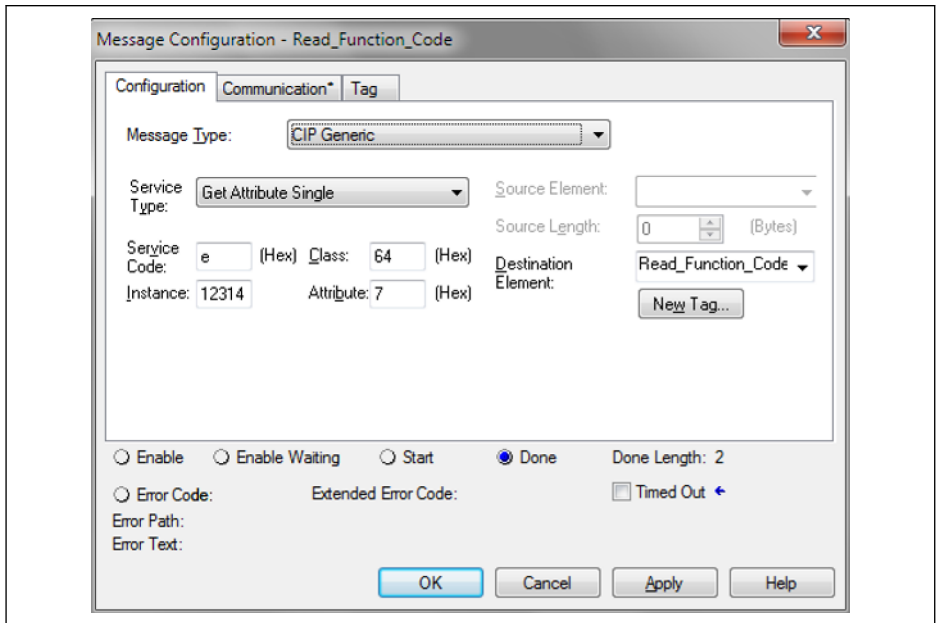 Message Configuration - Read_Function_Code
x
Configuration Communication* Tag
Message Type: CIP Generic
Service Type: Get Attribute Single
Source Element:
Source Length: 0 (Bytes)
Service Code: e (Hex) Class: 64 (Hex)
Destination Element: Read_Function_Code
Instance: 12314 Attribute: 7 (Hex)
New Tag...
Enable Enable Waiting Start Done Done Length: 2
Error Code: Extended Error Code: Timed Out
Error Path:
Error Text:
OK Cancel Apply Help